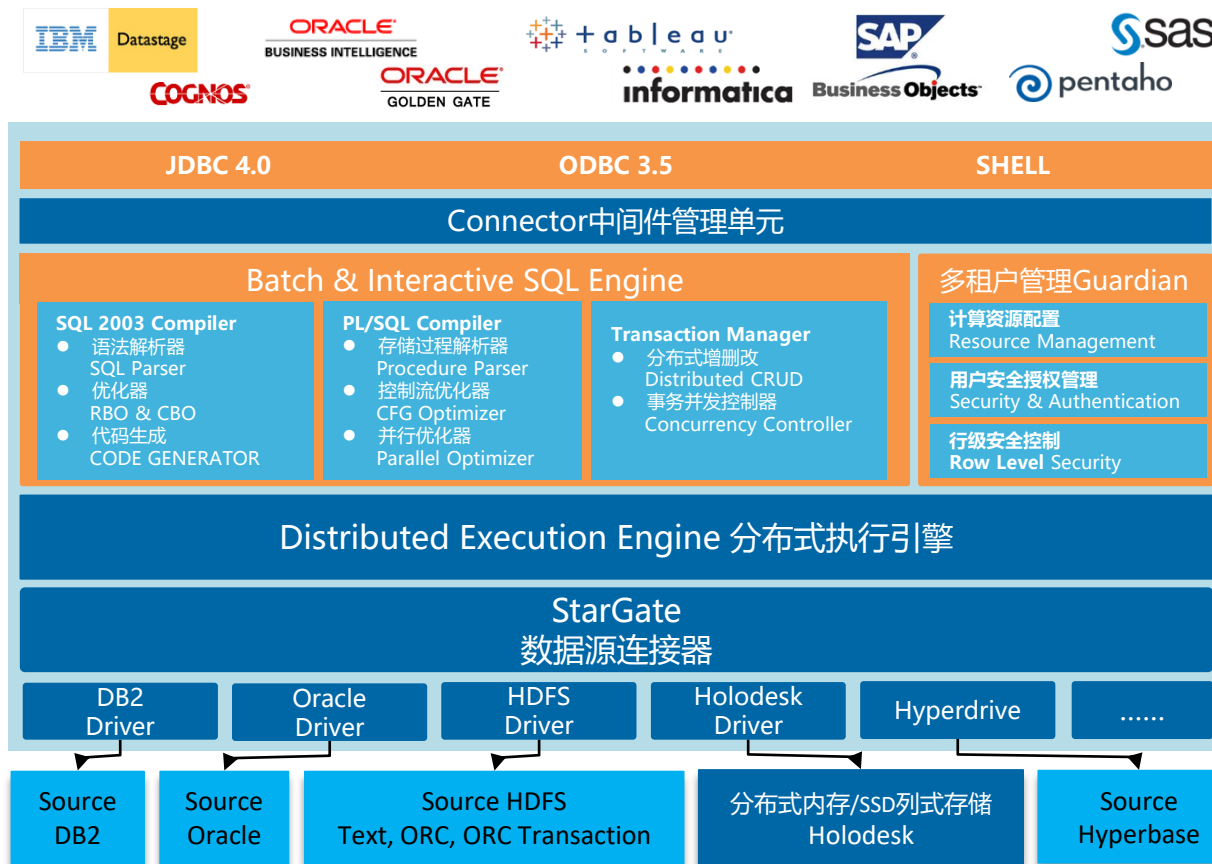 IBM Datastage
ORACLE
BUSINESS INTELLIGENCE
+ a b l e a u
S O F T W A R E
SAP
sas
COGNOS
ORACLE
GOLDEN GATE
informatica
Business Objects
pentaho
JDBC 4.0
ODBC 3.5
SHELL
Connector中间件管理单元
Batch & Interactive SQL Engine
SQL 2003 Compiler
● 语法解析器
SQL Parser
● 优化器
RBO & CBO
● 代码生成
CODE GENERATOR
PL/SQL Compiler
● 存储过程解析器
Procedure Parser
● 控制流优化器
CFG Optimizer
● 并行优化器
Parallel Optimizer
Transaction Manager
● 分布式增删改
Distributed CRUD
● 事务并发控制器
Concurrency Controller
多租户管理Guardian
计算资源配置
Resource Management
用户安全授权管理
Security & Authentication
行级安全控制
Row Level Security
Distributed Execution Engine 分布式执行引擎
StarGate
数据源连接器
DB2
Driver
Oracle
Driver
HDFS
Driver
Holodesk
Driver
Hyperdrive
......
Source
DB2
Source
Oracle
Source HDFS
Text, ORC, ORC Transaction
分布式内存/SSD列式存储
Holodesk
Source
Hyperbase